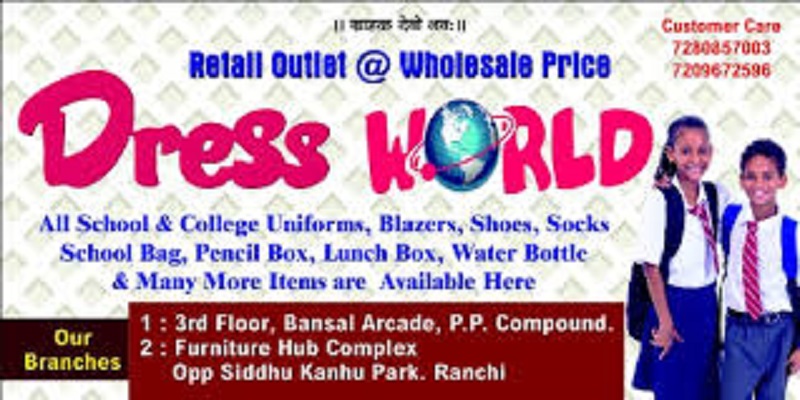 ॥ ग्राहक देवो भवः॥
Customer Care
7280857003
7209672596
Retail Outlet @ Wholesale Price
Dress WORLD
All School & College Uniforms, Blazers, Shoes, Socks
School Bag, Pencil Box, Lunch Box, Water Bottle
& Many More Items are Available Here
Our
Branches
1 : 3rd Floor, Bansal Arcade, P.P. Compound.
2 : Furniture Hub Complex
Opp Siddhu Kanhu Park. Ranchi